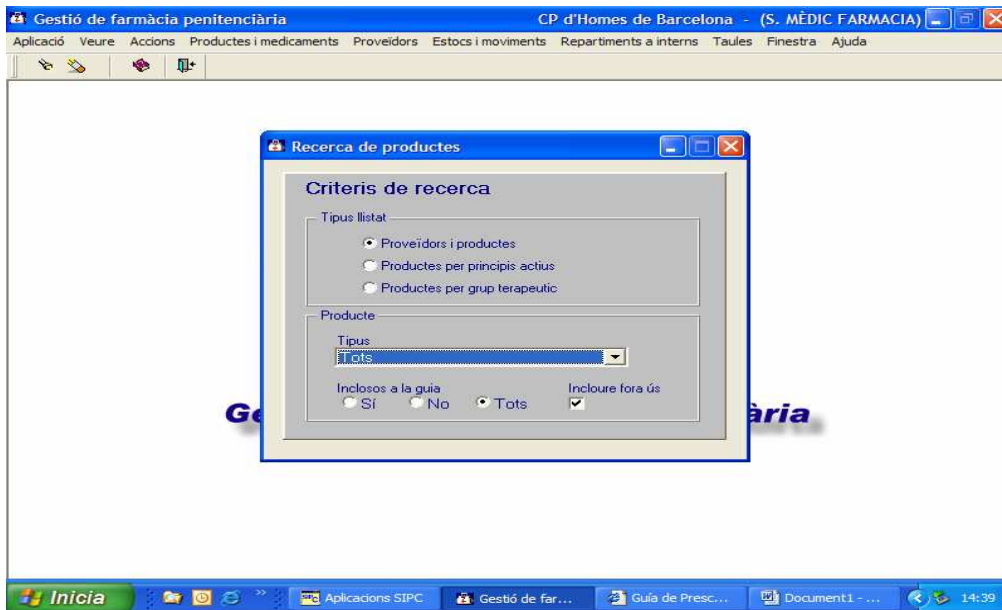 Gestió de farmàcia penitenciària CP d'Homes de Barcelona - (S. MÈDIC FARMACIA)
Aplicació Veure Accions Productes i medicaments Proveïdors Estocs i moviments Repartiments a interns Taules Finestra Ajuda
Recerca de productes
Criteris de recerca
Tipus llistat
Proveïdors i productes
Productes per principis actius
Productes per grup terapeutic
Producte
Tipus
Tots
Inclosos a la guia Incloure fora ús
Sí No Tots
Ge ària
Inicia Aplicacions SIPC Gestió de far... Guía de Presc... Document1 - ... 14:39